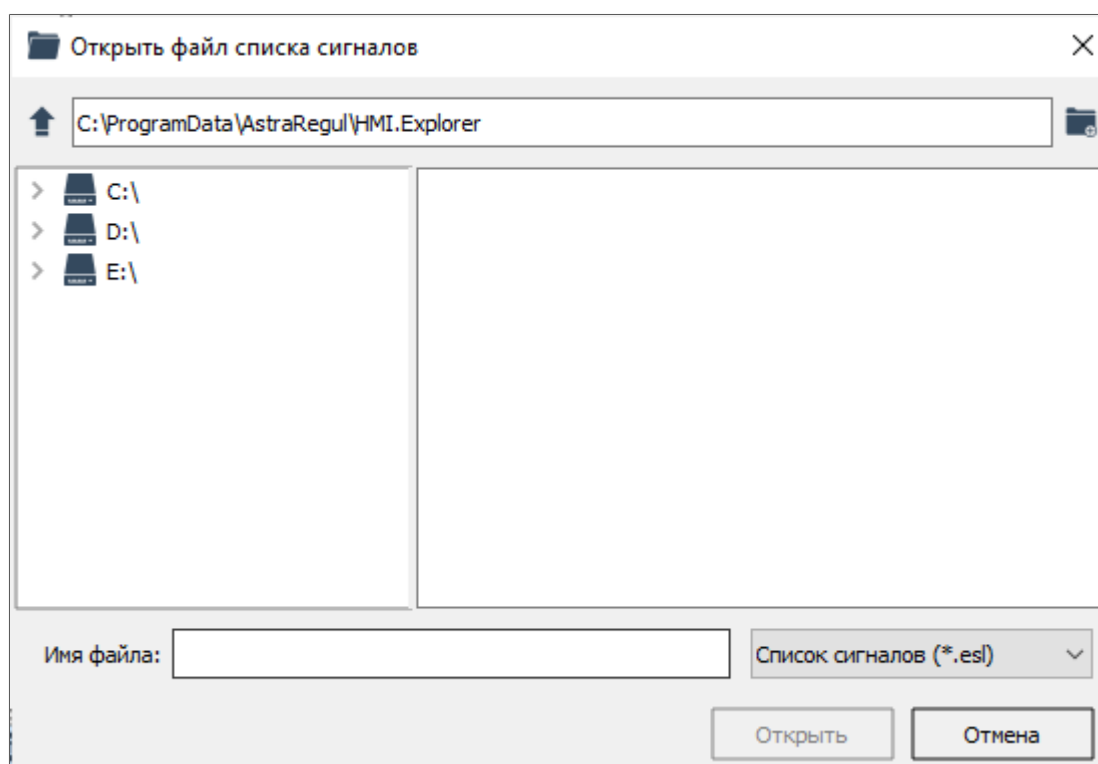 Открыть файл списка сигналов
C:\ProgramData\AstraRegul\HMI.Explorer
C:\
D:\
E:\
Имя файла:
Список сигналов (*.esl)
Открыть
Отмена